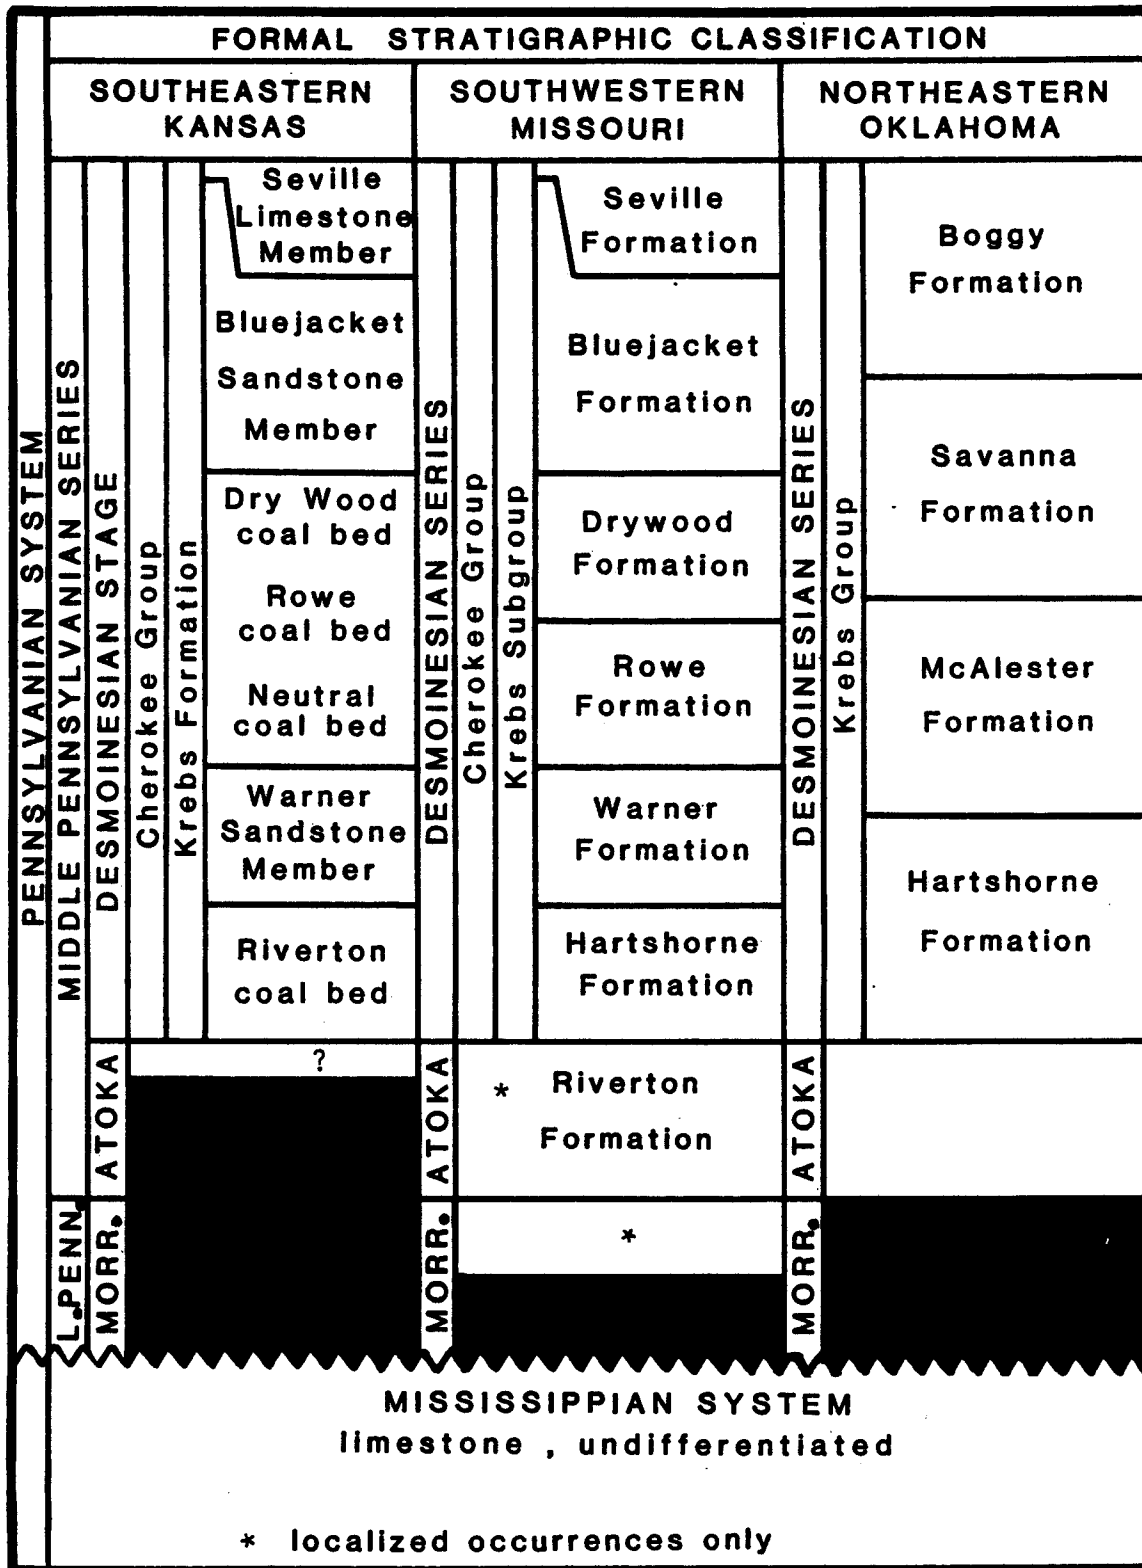 FORMAL STRATIGRAPHIC CLASSIFICATION
SOUTHEASTERN
KANSAS
SOUTHWESTERN
MISSOURI
NORTHEASTERN
OKLAHOMA
PENNSYLVANIAN SYSTEM
MIDDLE PENNSYLVANIAN SERIES
DESMOINESIAN STAGE
Cherokee Group
Krebs Formation
Seville
Limestone
Member
Bluejacket
Sandstone
Member
Dry Wood
coal bed
Rowe
coal bed
Neutral
coal bed
Warner
Sandstone
Member
Riverton
coal bed
ATOKA
?
L.PENN.
MORR.
DESMOINESIAN SERIES
Cherokee Group
Krebs Subgroup
Seville
Formation
Bluejacket
Formation
Drywood
Formation
Rowe
Formation
Warner
Formation
Hartshorne
Formation
ATOKA
* Riverton
Formation
MORR.
*
DESMOINESIAN SERIES
Krebs Group
Boggy
Formation
Savanna
Formation
McAlester
Formation
Hartshorne
Formation
ATOKA
MORR.
MISSISSIPPIAN SYSTEM
limestone , undifferentiated
* localized occurrences only